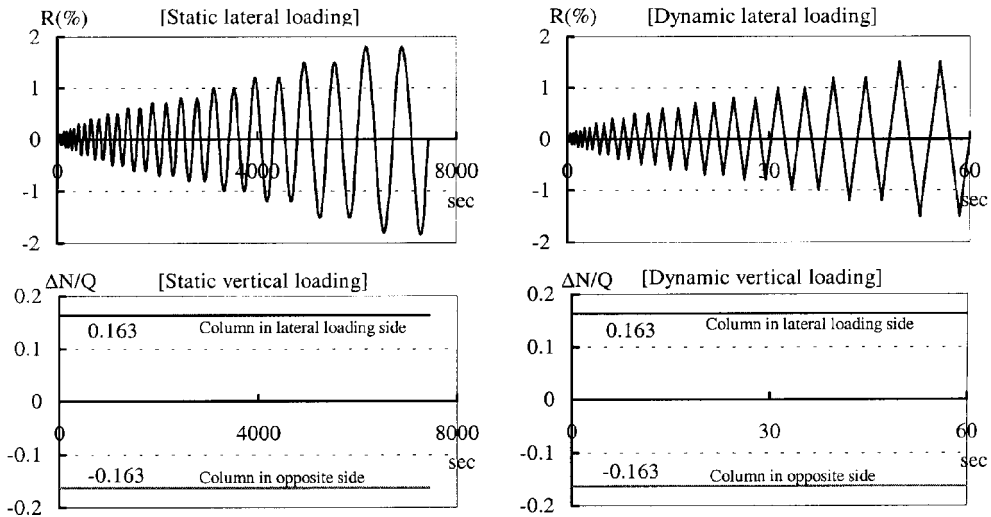 R(%) [Static lateral loading]
2
1
0
-1
-2
0 4000 8000
sec
R(%) [Dynamic lateral loading]
2
1
0
-1
-2
0 30 60
sec
ΔN/Q [Static vertical loading]
0.2
0.163 Column in lateral loading side
0.1
0
0 4000 8000
sec
-0.1
-0.163 Column in opposite side
-0.2
ΔN/Q [Dynamic vertical loading]
0.2
0.163 Column in lateral loading side
0.1
0
0 30 60
sec
-0.1
-0.163 Column in opposite side
-0.2